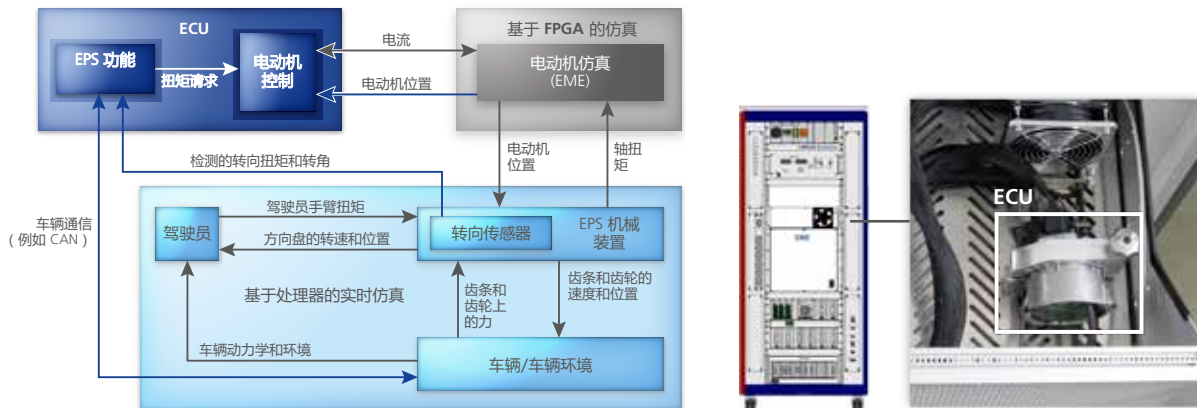 ECU
EPS 功能
扭矩请求
电动机
控制
电流
电动机位置
基于 FPGA 的仿真
电动机仿真
(EME)
检测的转向扭矩和转角
电动机
位置
轴扭
矩
车辆通信
(例如 CAN)
驾驶员
驾驶员手臂扭矩
方向盘的转速和位置
转向传感器
EPS 机械
装置
基于处理器的实时仿真
齿条和
齿轮上
的力
齿条和齿轮的
速度和位置
车辆动力学和环境
车辆/车辆环境
ECU